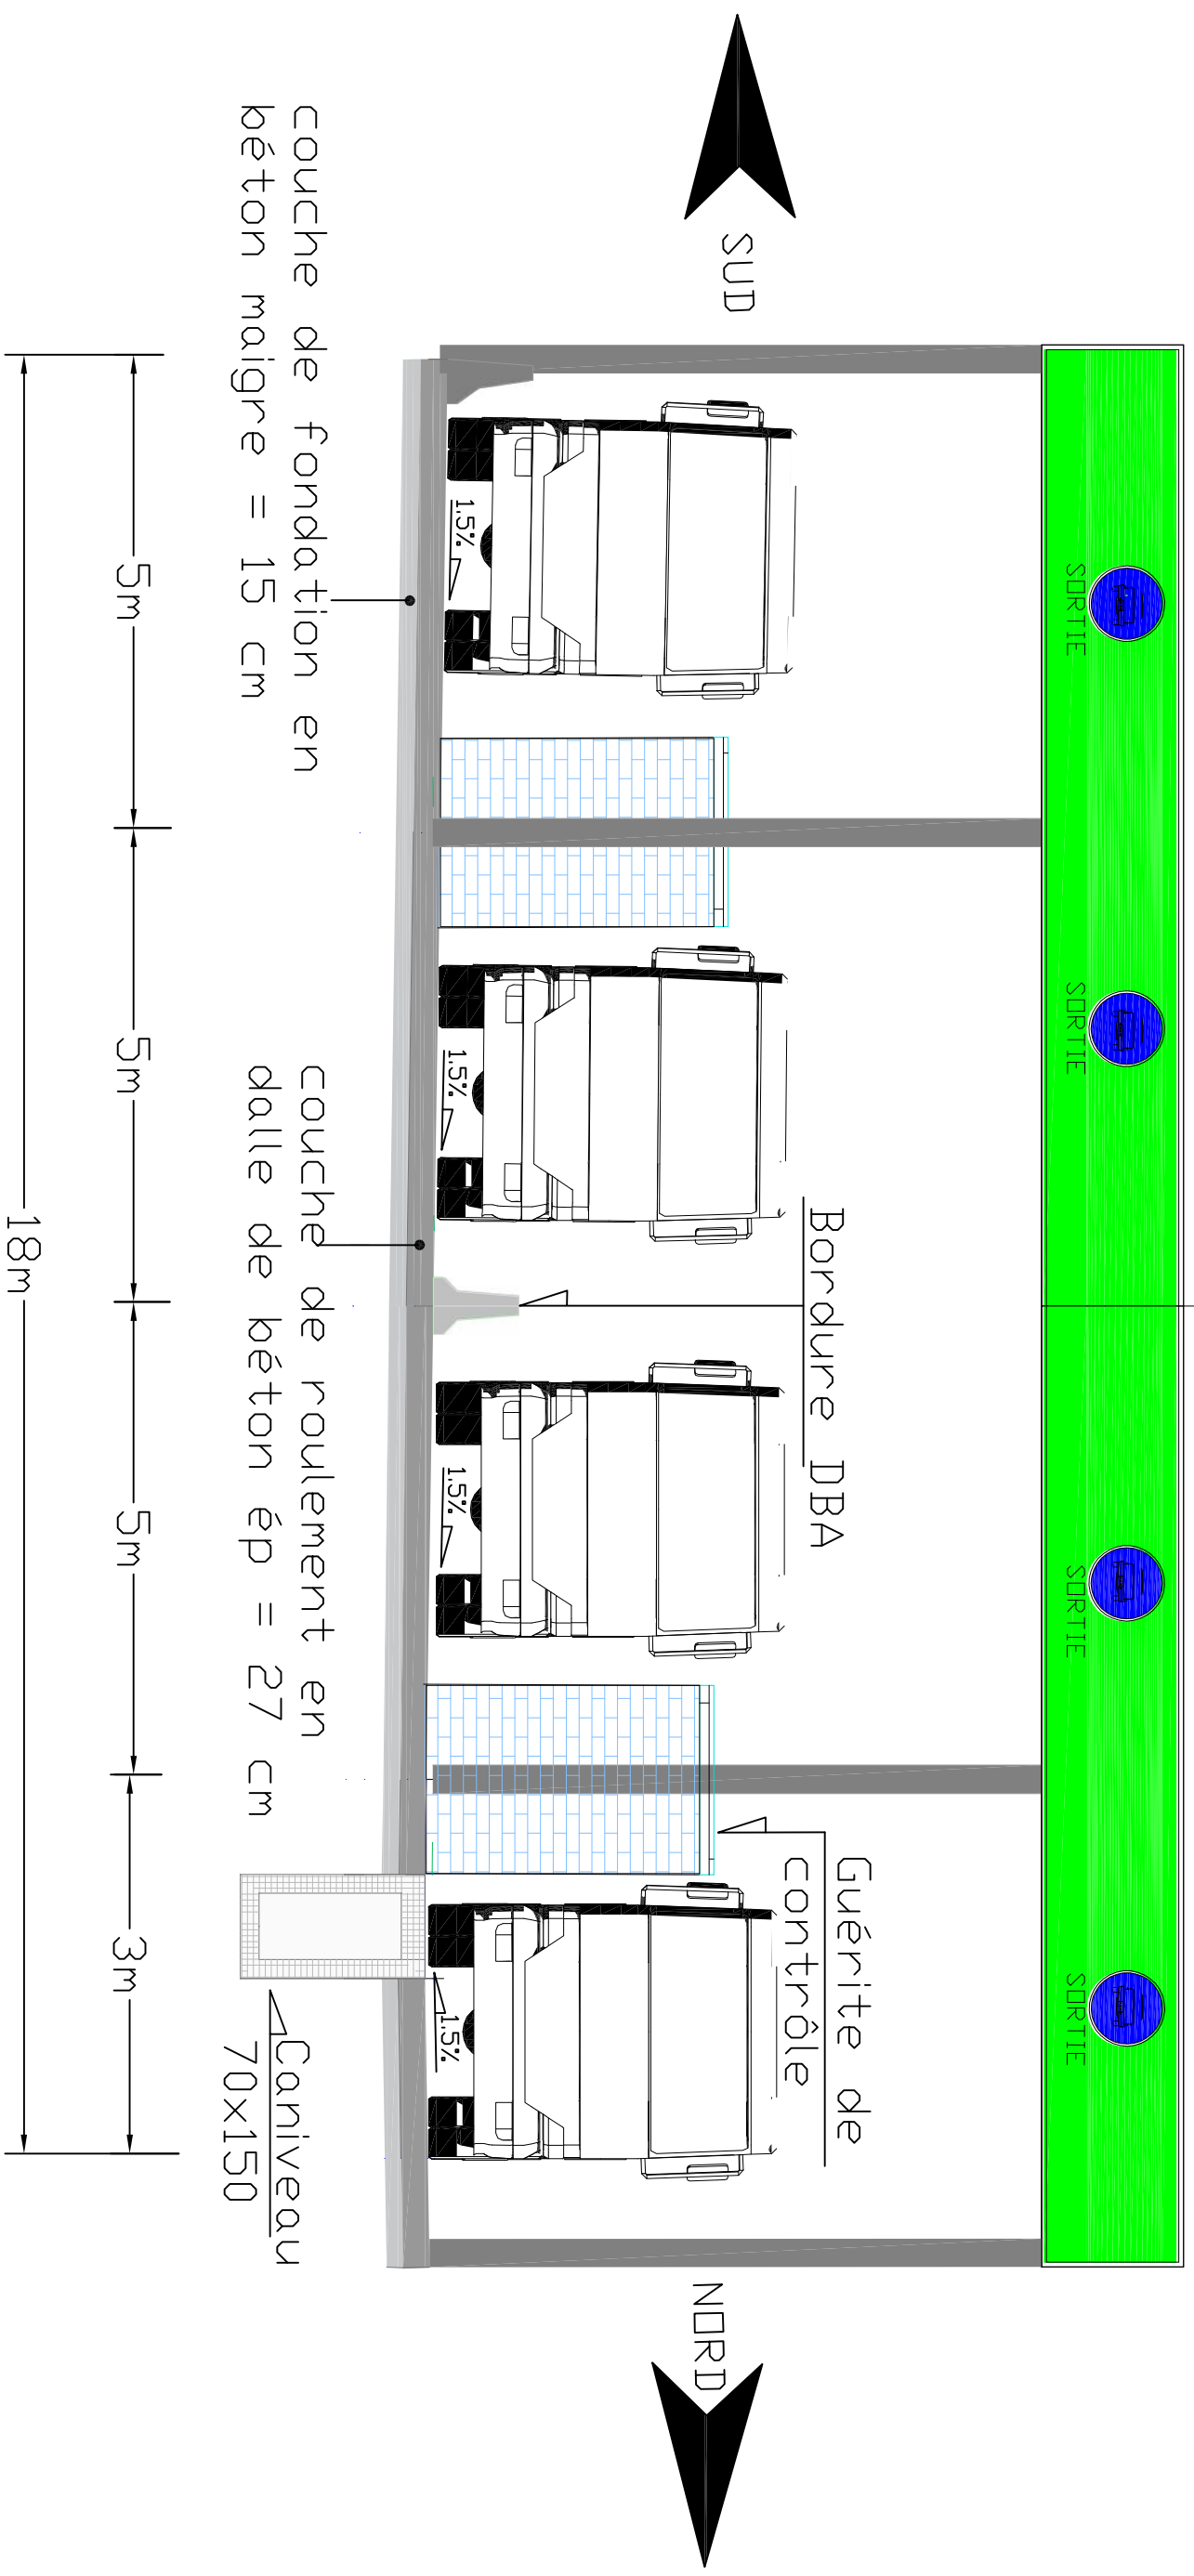 SORTIE
SORTIE
SORTIE
SORTIE
Bordure DBA
Guérite de
contrôle
SUD
NORD
1.5%
1.5%
1.5%
1.5%
couche de fondation en
béton maigre = 15 cm
couche de roulement en
dalle de béton ép = 27 cm
Caniveau
70x150
5m
5m
5m
3m
18m